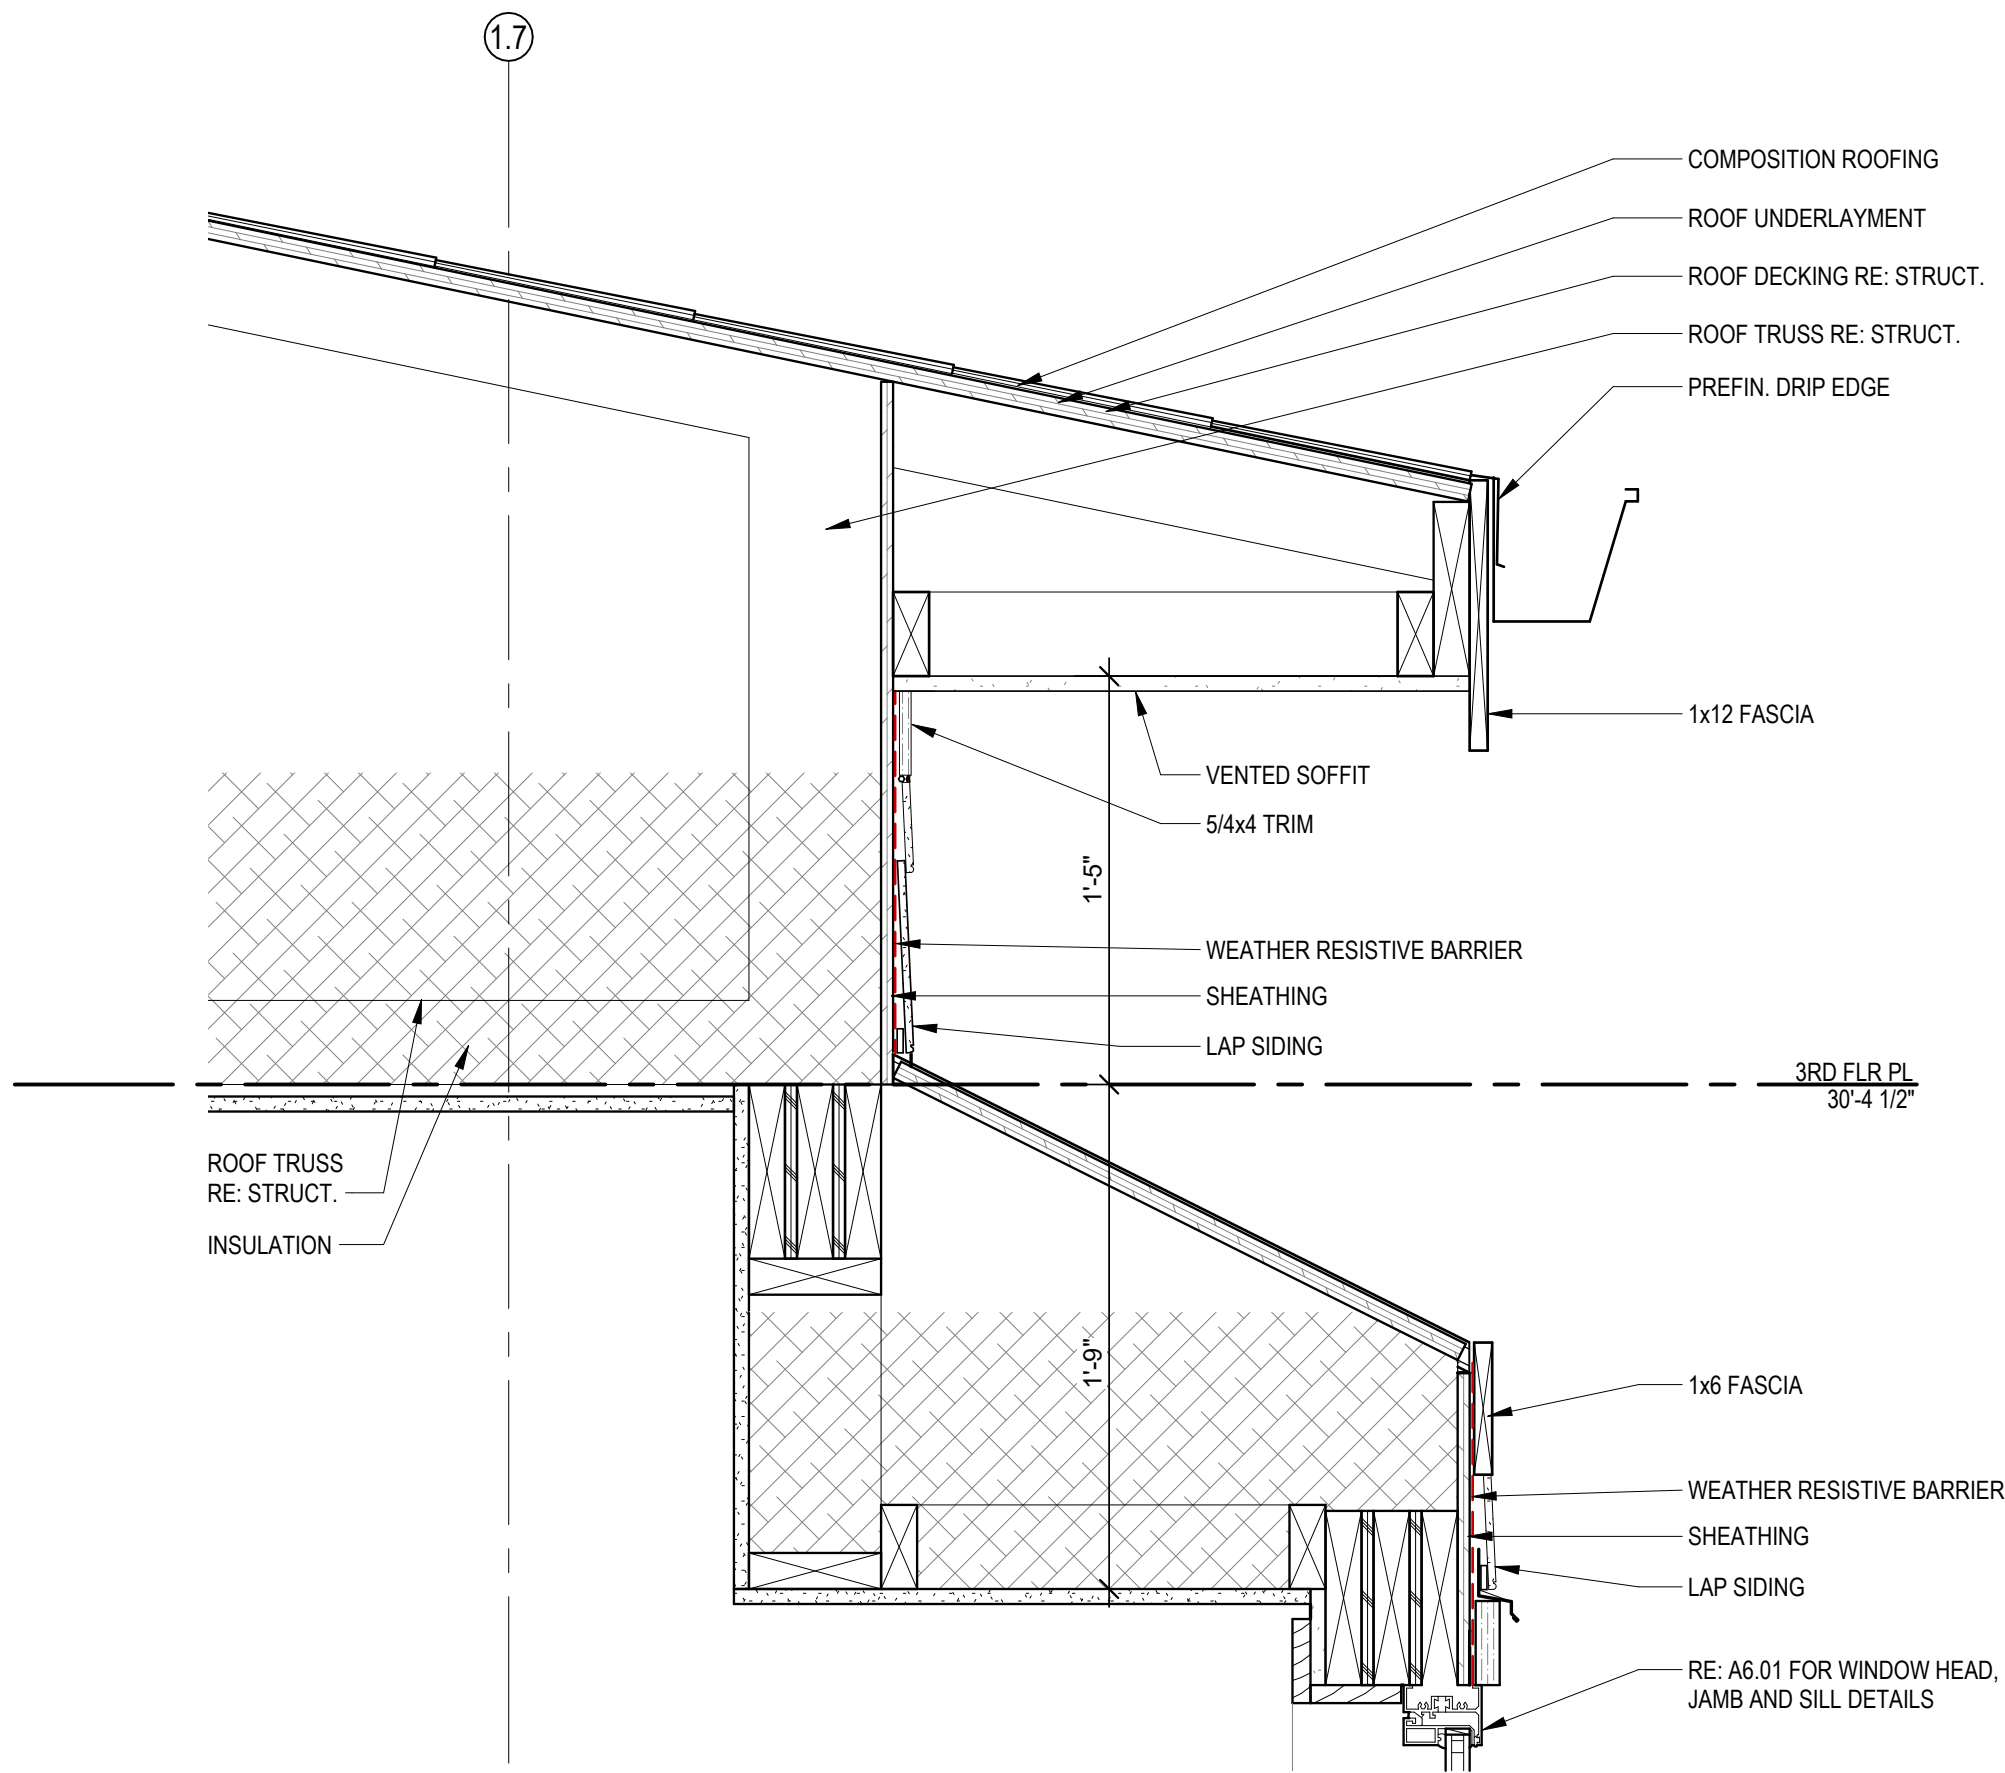 1.7
COMPOSITION ROOFING
ROOF UNDERLAYMENT
ROOF DECKING RE: STRUCT.
ROOF TRUSS RE: STRUCT.
PREFIN. DRIP EDGE
1x12 FASCIA
VENTED SOFFIT
5/4x4 TRIM
1'-5"
WEATHER RESISTIVE BARRIER
SHEATHING
LAP SIDING
3RD FLR PL
30'-4 1/2"
ROOF TRUSS
RE: STRUCT.
INSULATION
1'-9"
1x6 FASCIA
WEATHER RESISTIVE BARRIER
SHEATHING
LAP SIDING
RE: A6.01 FOR WINDOW HEAD,
JAMB AND SILL DETAILS